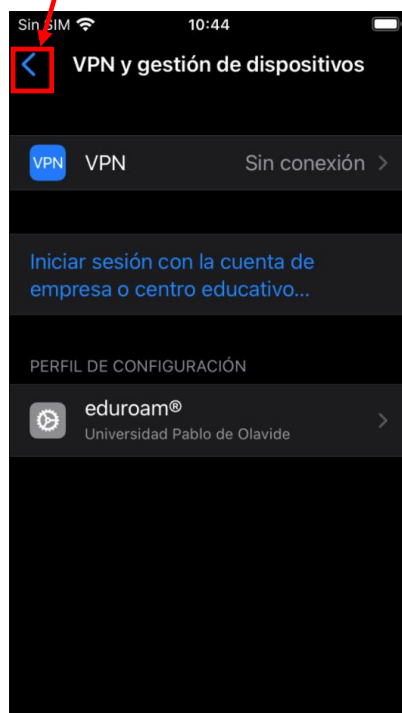 Sin SIM 10:44
VPN y gestión de dispositivos
VPN VPN Sin conexión
Iniciar sesión con la cuenta de
empresa o centro educativo...
PERFIL DE CONFIGURACIÓN
eduroam®
Universidad Pablo de Olavide